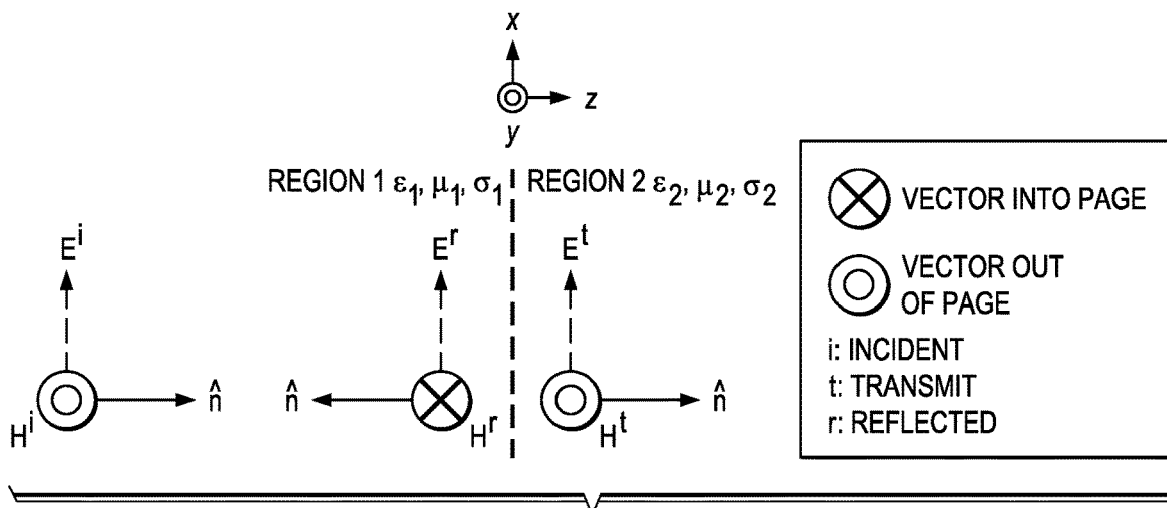 x
z
y
REGION 1 ε1, μ1, σ1 REGION 2 ε2, μ2, σ2
E^i E^r E^t
n̂ n̂ n̂
H^i H^r H^t
VECTOR INTO PAGE
VECTOR OUT
OF PAGE
i: INCIDENT
t: TRANSMIT
r: REFLECTED